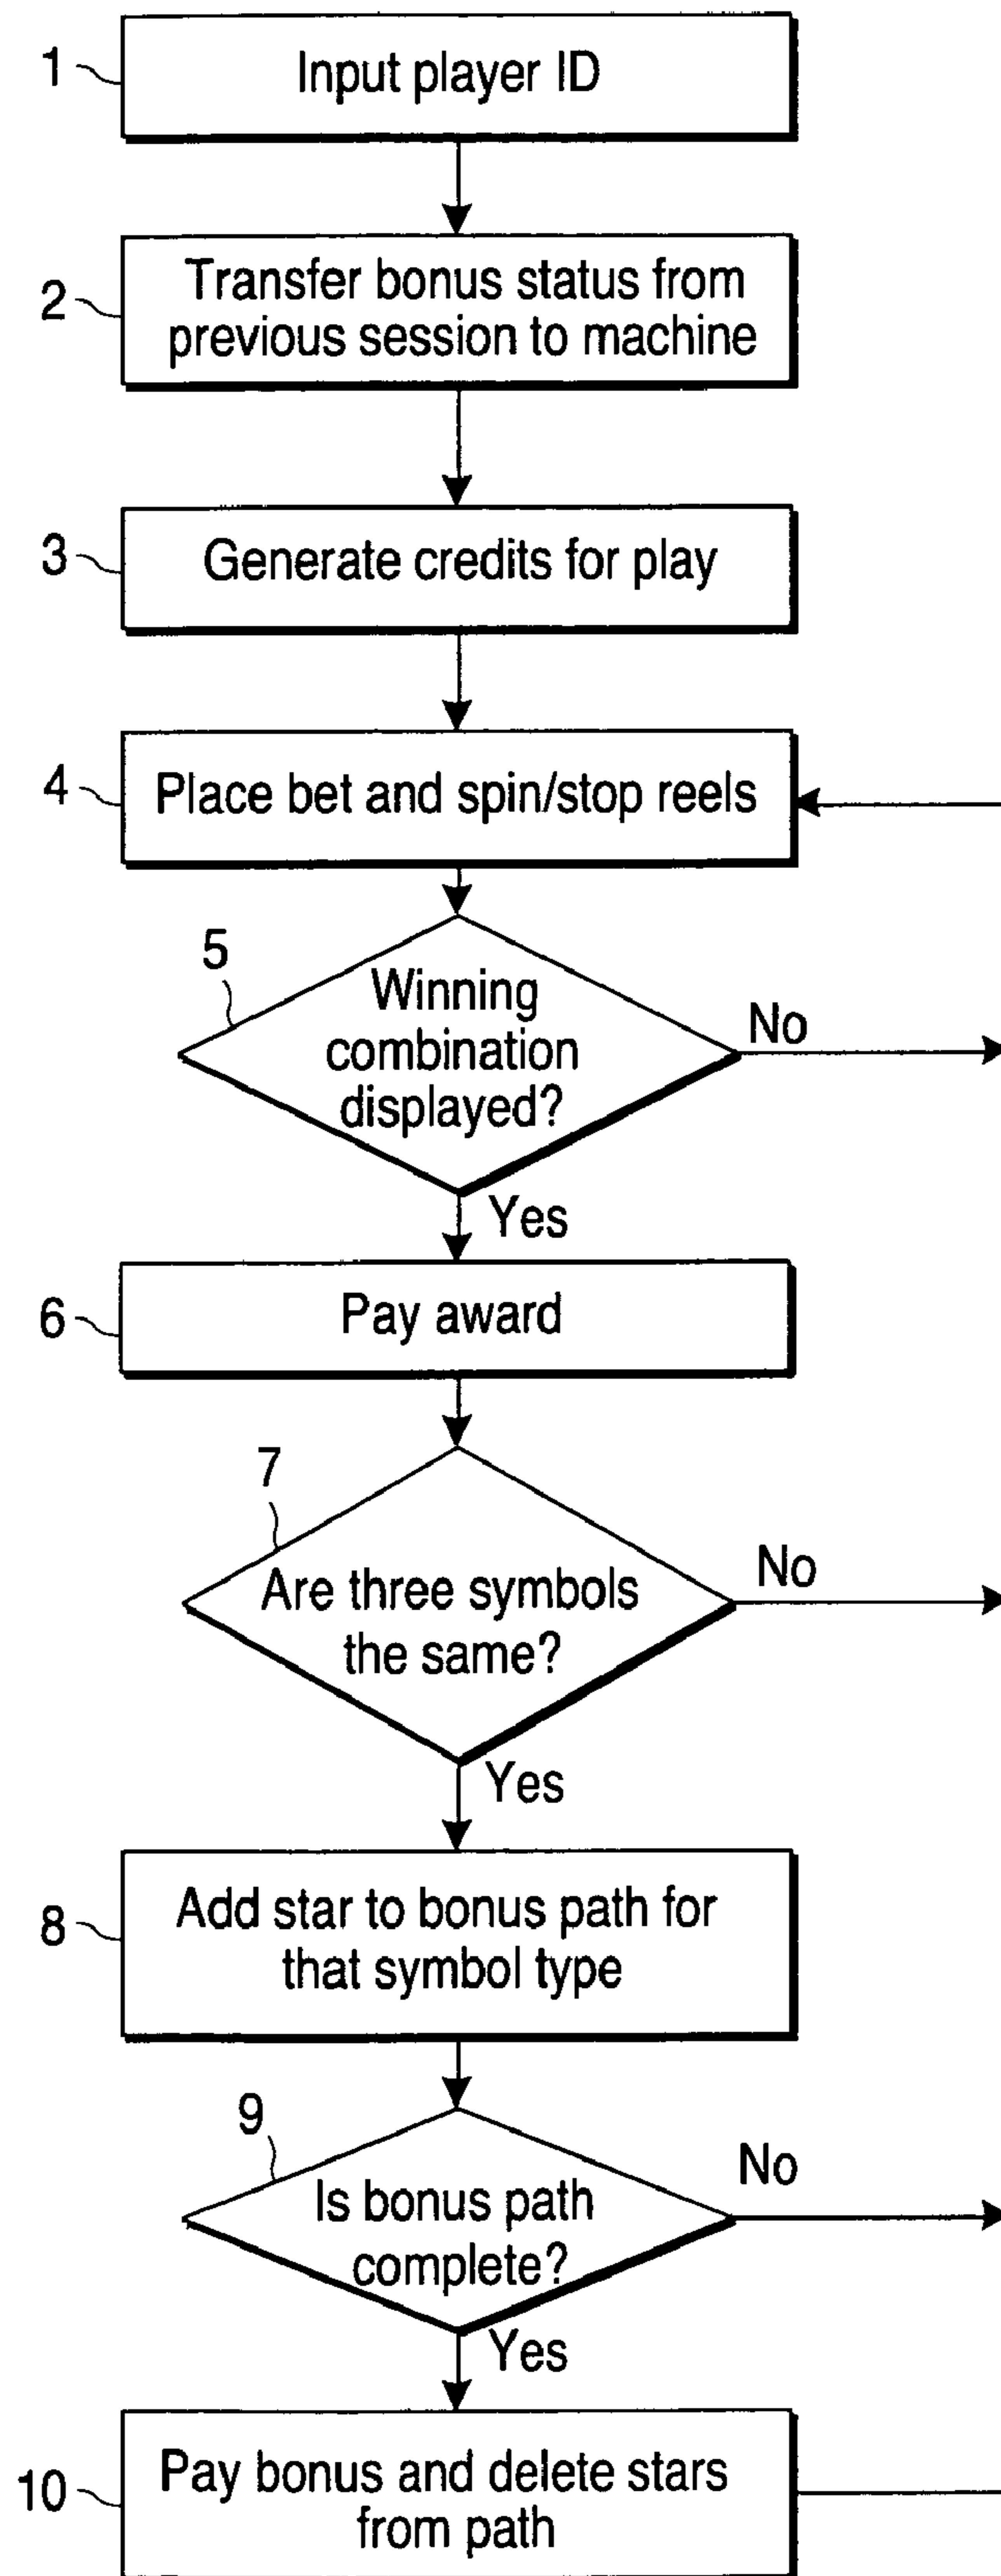 1
Input player ID
2
Transfer bonus status from
previous session to machine
3
Generate credits for play
4
Place bet and spin/stop reels
5
Winning
combination
displayed?
No
Yes
6
Pay award
7
Are three symbols
the same?
No
Yes
8
Add star to bonus path for
that symbol type
9
Is bonus path
complete?
No
Yes
10
Pay bonus and delete stars
from path